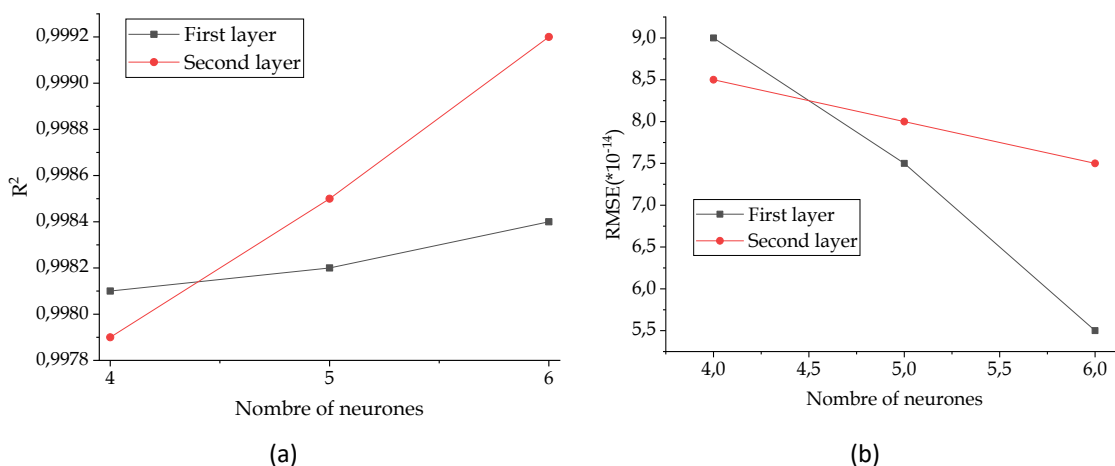 0,9992
0,9990
0,9988
0,9986
0,9984
0,9982
0,9980
0,9978
R²
First layer
Second layer
4
5
6
Nombre of neurones
(a)
9,0
8,5
8,0
7,5
7,0
6,5
6,0
5,5
RMSE(*10⁻¹⁴)
First layer
Second layer
4,0
4,5
5,0
5,5
6,0
Nombre of neurones
(b)